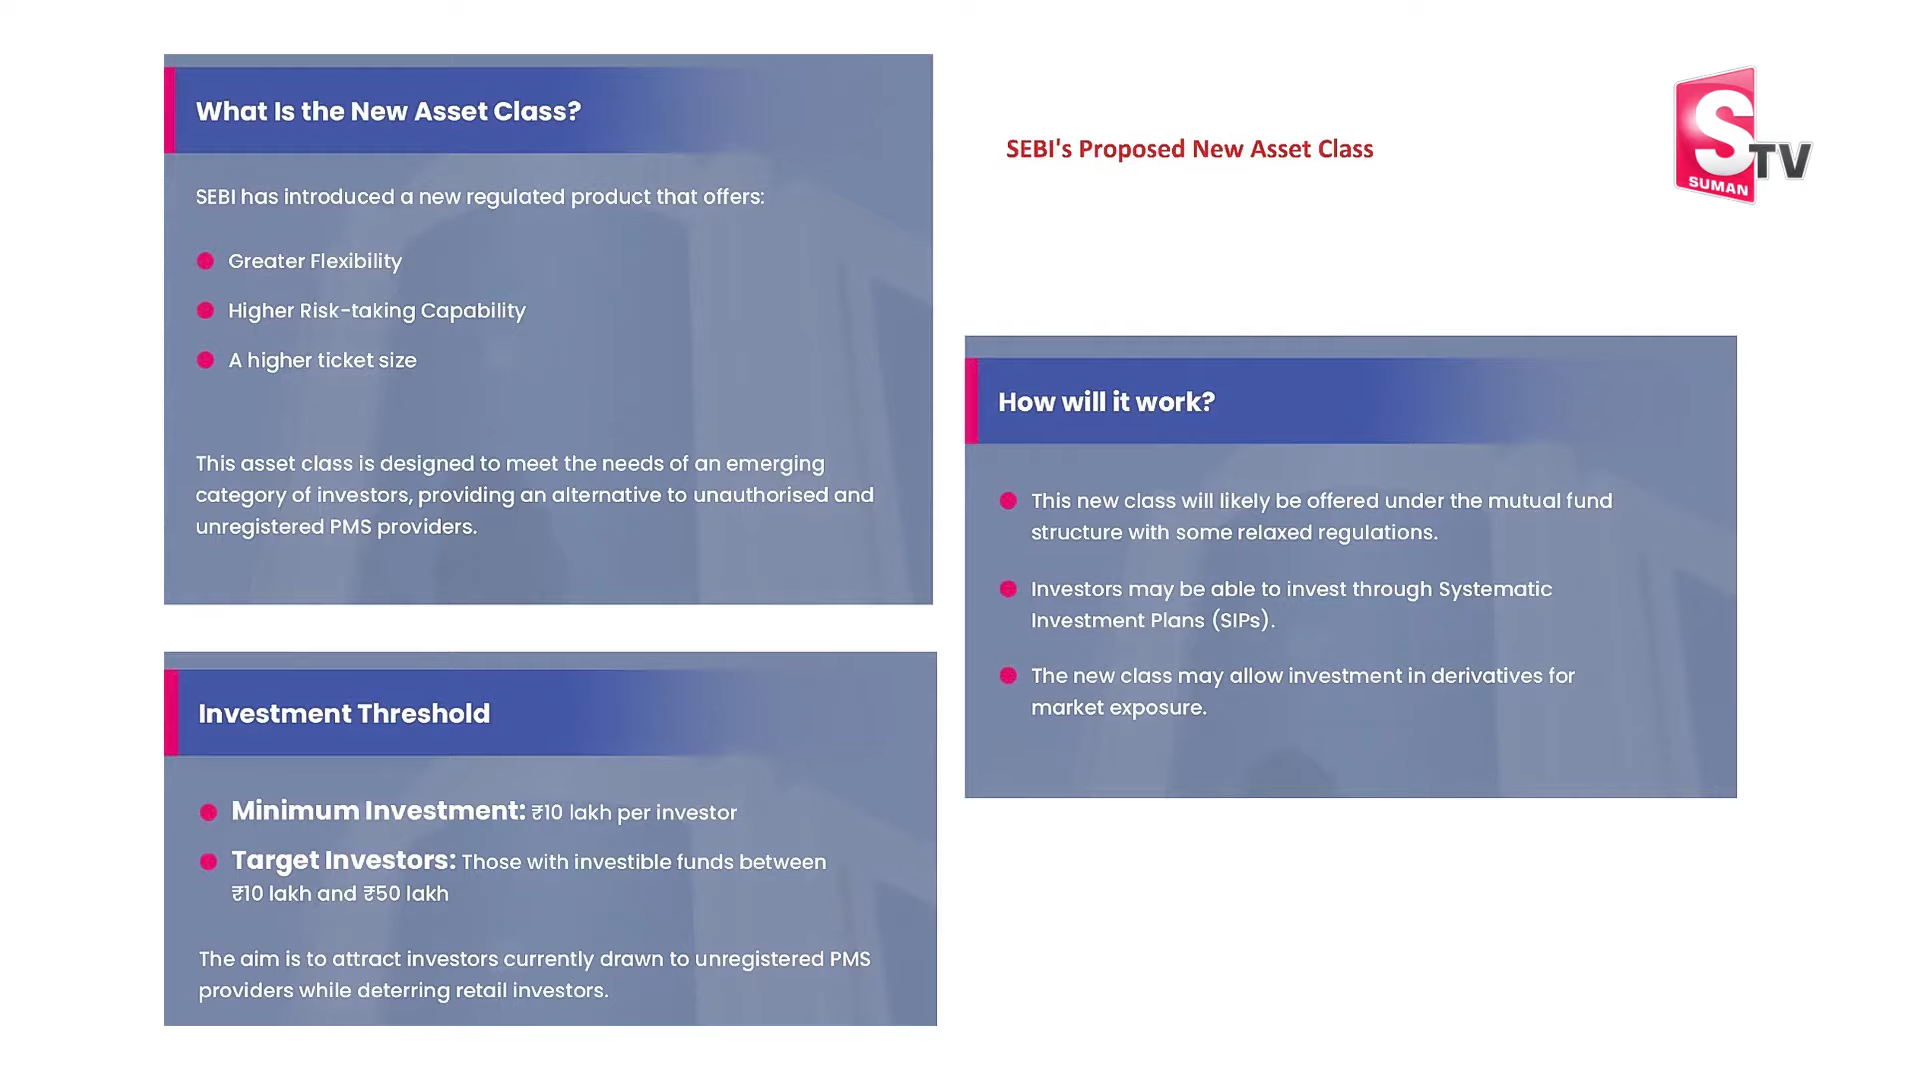 What Is the New Asset Class?
SEBI has introduced a new regulated product that offers:
Greater Flexibility
Higher Risk-taking Capability
A higher ticket size
This asset class is designed to meet the needs of an emerging
category of investors, providing an alternative to unauthorised and
unregistered PMS providers.
Investment Threshold
Minimum Investment: ₹10 lakh per investor
Target Investors: Those with investible funds between
₹10 lakh and ₹50 lakh
The aim is to attract investors currently drawn to unregistered PMS
providers while deterring retail investors.
SEBI's Proposed New Asset Class
S TV
SUMAN
How will it work?
This new class will likely be offered under the mutual fund
structure with some relaxed regulations.
Investors may be able to invest through Systematic
Investment Plans (SIPs).
The new class may allow investment in derivatives for
market exposure.